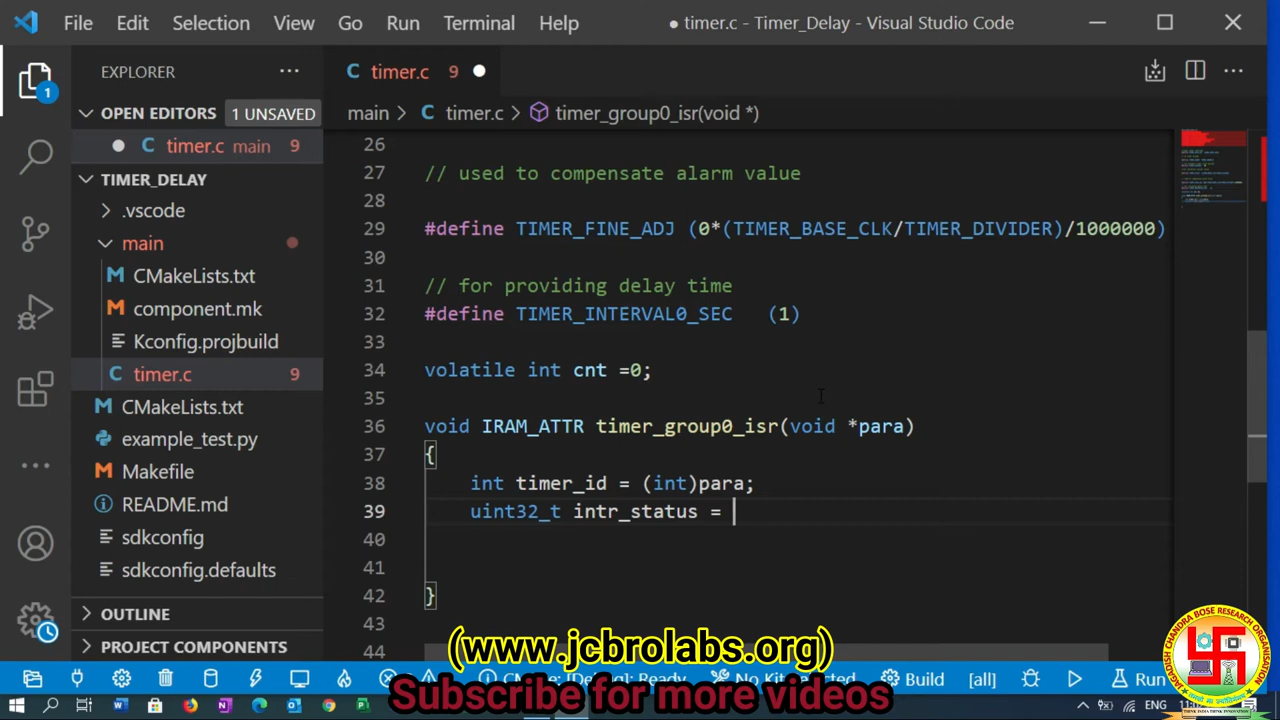 File Edit Selection View Go Run Terminal Help ● timer.c - Timer_Delay - Visual Studio Code
EXPLORER
OPEN EDITORS 1 UNSAVED
timer.c main 9
TIMER_DELAY
.vscode
main
CMakeLists.txt
component.mk
Kconfig.projbuild
timer.c 9
CMakeLists.txt
example_test.py
Makefile
README.md
sdkconfig
sdkconfig.defaults
OUTLINE
PROJECT COMPONENTS
1
timer.c 9
main > C timer.c > timer_group0_isr(void *)
26
27 // used to compensate alarm value
28
29 #define TIMER_FINE_ADJ (0*(TIMER_BASE_CLK/TIMER_DIVIDER)/1000000)
30
31 // for providing delay time
32 #define TIMER_INTERVAL0_SEC (1)
33
34 volatile int cnt =0;
35
36 void IRAM_ATTR timer_group0_isr(void *para)
37 {
38 int timer_id = (int)para;
39 uint32_t intr_status =
40
41
42 }
43
44
(www.jcbrolabs.org)
Build [all] Run
Subscribe for more videos
ENG